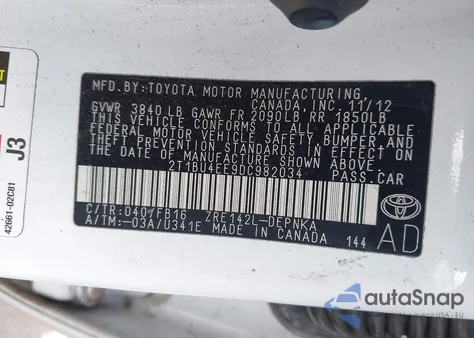 MFD.BY:TOYOTA MOTOR MANUFACTURING,
CANADA, INC. 11/12
GVWR 3840LB GAWR FR 2090LB RR 1850LB
THIS VEHICLE CONFORMS TO ALL APPLICABLE
FEDERAL MOTOR VEHICLE SAFETY, BUMPER, AND
THEFT PREVENTION STANDARDS IN EFFECT ON
THE DATE OF MANUFACTURE SHOWN ABOVE.
2T1BU4EE9DC982034 PASS.CAR
C/TR:040/FB16 ZRE142L-DEPNKA
A/TM:-03A/U341E MADE IN CANADA 144
AD
TOYOTA
J3
42661-02C81
autaSnap